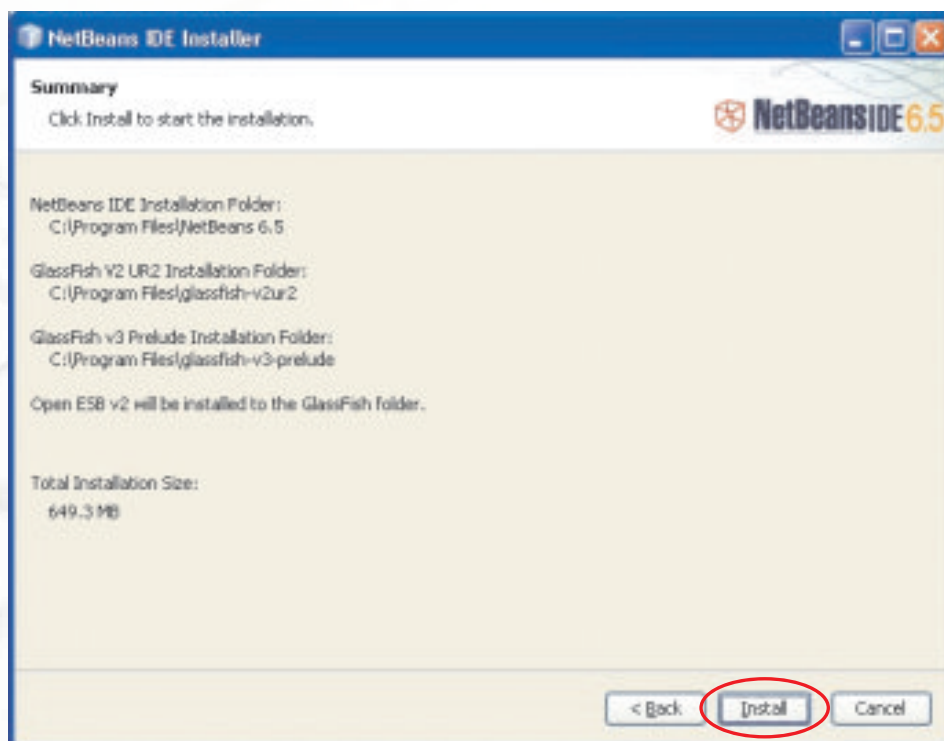 NetBeans IDE Installer
Summary
Click Install to start the installation.
NetBeans IDE 6.5
NetBeans IDE Installation Folder:
C:\Program Files\NetBeans 6.5
GlassFish V2 UR2 Installation Folder:
C:\Program Files\glassfish-v2ur2
GlassFish v3 Prelude Installation Folder:
C:\Program Files\glassfish-v3-prelude
Open ESB v2 will be installed to the GlassFish folder.
Total Installation Size:
649.3 MB
< Back Install Cancel